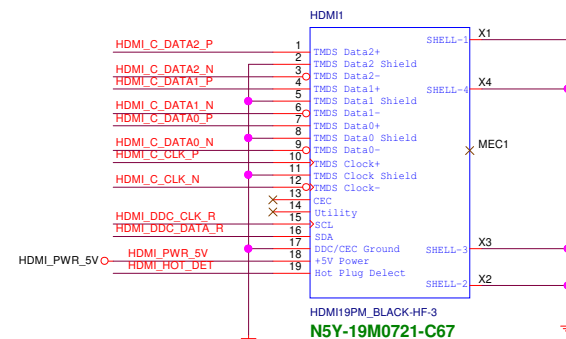 HDMI1
HDMI_C_DATA2_P 1 TMDS Data2+ SHELL-1 X1
2 TMDS Data2 Shield
HDMI_C_DATA2_N 3 TMDS Data2-
HDMI_C_DATA1_P 4 TMDS Data1+ SHELL-4 X4
5 TMDS Data1 Shield
HDMI_C_DATA1_N 6 TMDS Data1-
HDMI_C_DATA0_P 7 TMDS Data0+
8 TMDS Data0 Shield
HDMI_C_DATA0_N 9 TMDS Data0- MEC1
HDMI_C_CLK_P 10 TMDS Clock+
11 TMDS Clock Shield
HDMI_C_CLK_N 12 TMDS Clock-
13 CEC
14 Utility
HDMI_DDC_CLK_R 15 SCL
HDMI_DDC_DATA_R 16 SDA
17 DDC/CEC Ground SHELL-3 X3
HDMI_PWR_5V HDMI_PWR_5V 18 +5V Power
HDMI_HOT_DET 19 Hot Plug Delect
SHELL-2 X2
HDMI19PM_BLACK-HF-3
N5Y-19M0721-C67